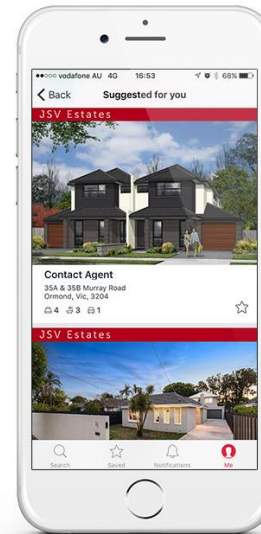 vodafone AU 4G 16:53 68%
Back Suggested for you
JSV Estates
Contact Agent
35A & 35B Murray Road
Ormond, Vic, 3204
4 3 1
JSV Estates
Search Saved Notifications Me